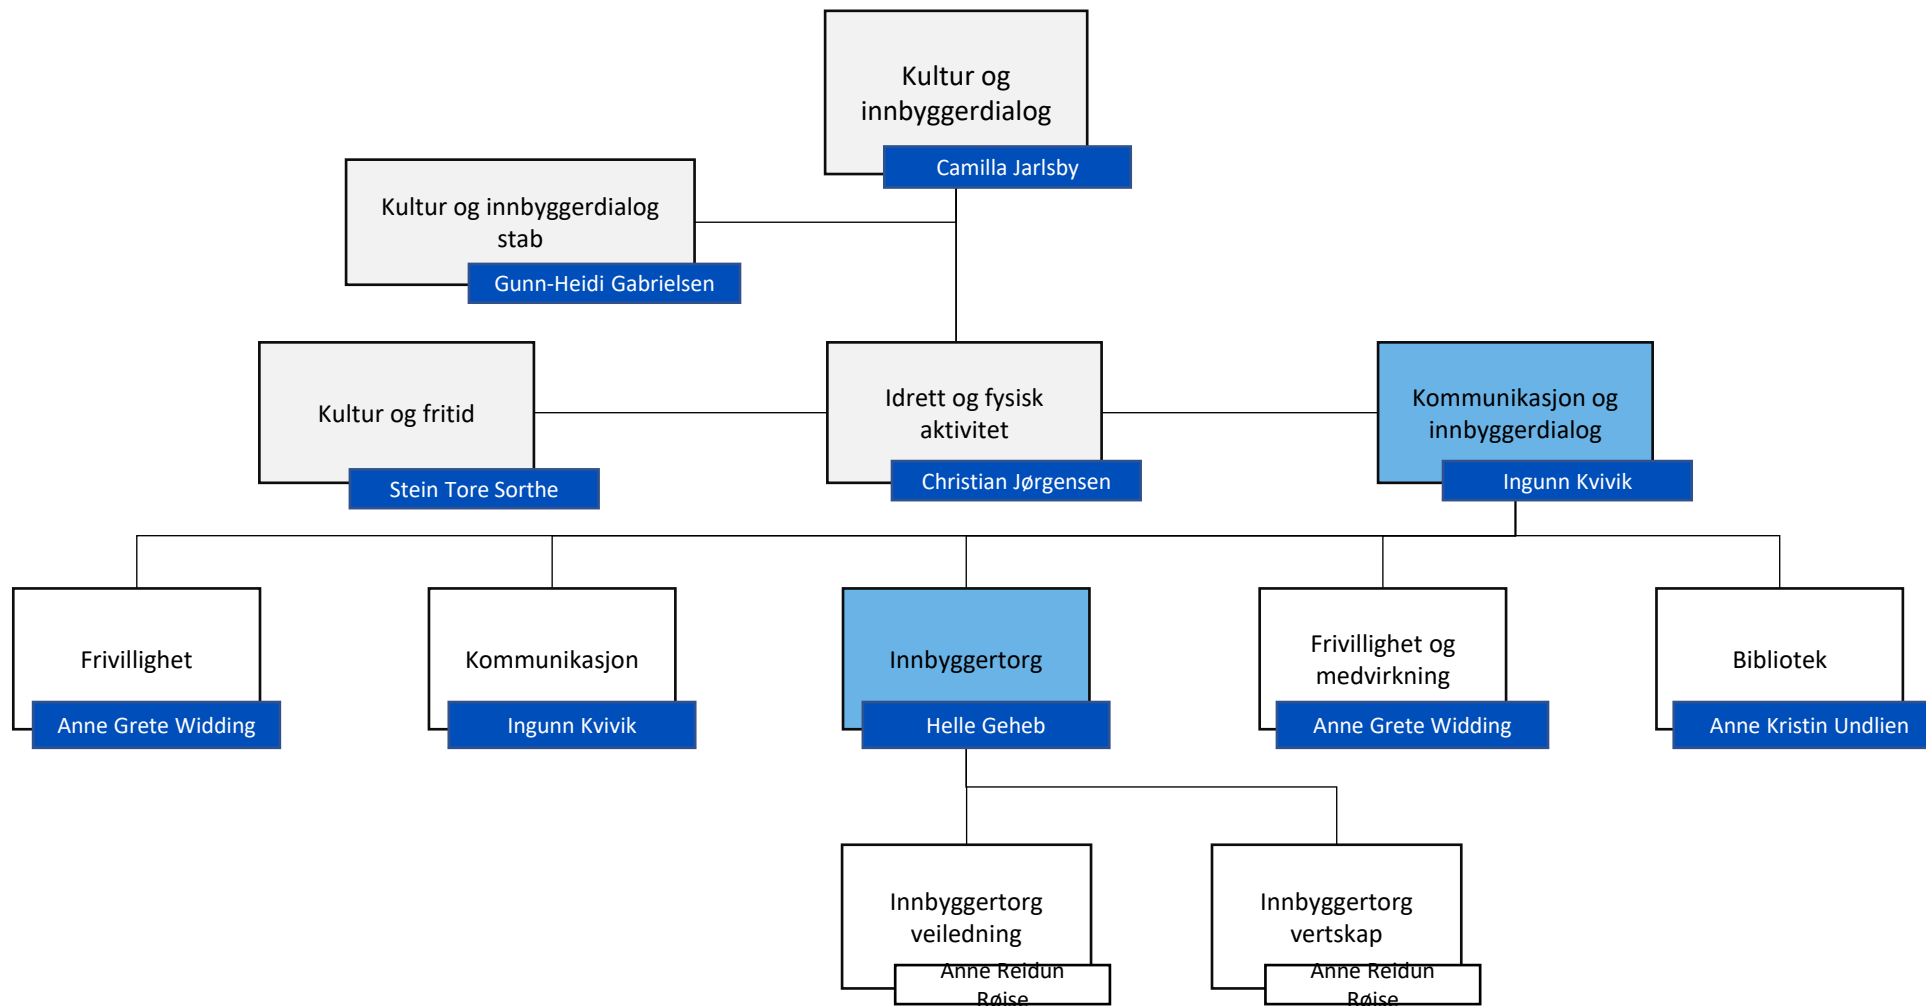 Kultur og
innbyggerdialog
Camilla Jarlsby
Kultur og innbyggerdialog
stab
Gunn-Heidi Gabrielsen
Kultur og fritid
Stein Tore Sorthe
Idrett og fysisk
aktivitet
Christian Jørgensen
Kommunikasjon og
innbyggerdialog
Ingunn Kvivik
Frivillighet
Anne Grete Widding
Kommunikasjon
Ingunn Kvivik
Innbyggertorg
Helle Geheb
Frivillighet og
medvirkning
Anne Grete Widding
Bibliotek
Anne Kristin Undlien
Innbyggertorg
veiledning
Anne Reidun
Røise
Innbyggertorg
vertskap
Anne Reidun
Røise